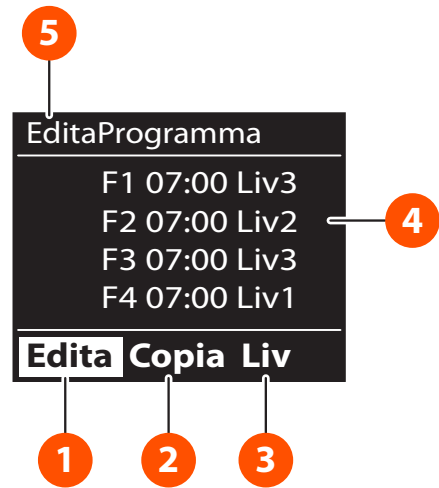 5
EditaProgramma
F1 07:00 Liv3
F2 07:00 Liv2
4
F3 07:00 Liv3
F4 07:00 Liv1
Edita Copia Liv
1 2 3